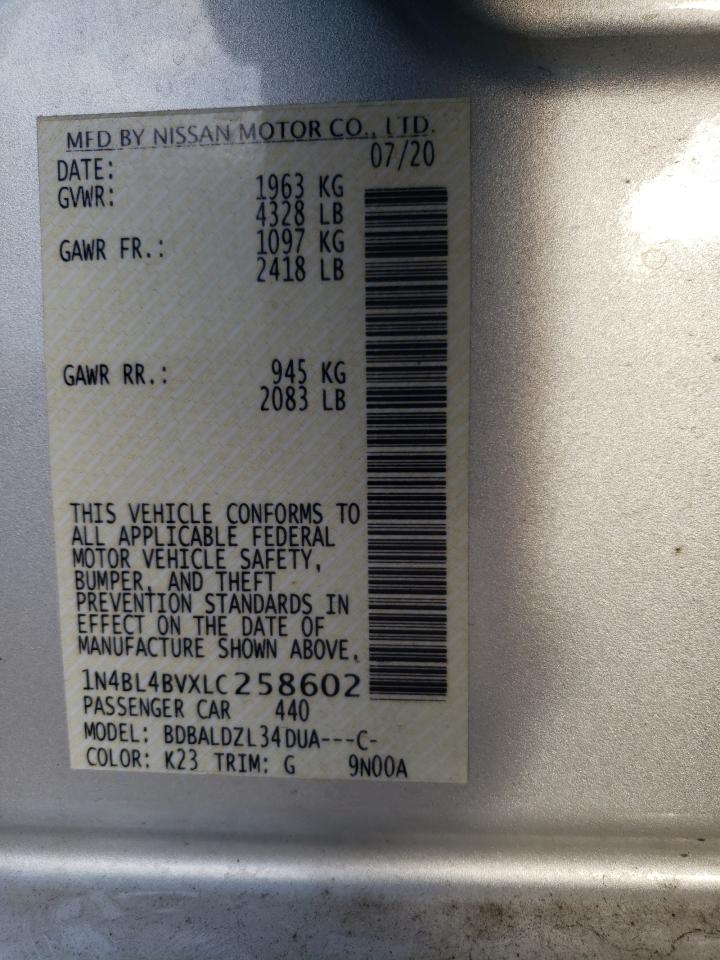 MFD BY NISSAN MOTOR CO., LTD.
DATE: 07/20
GVWR: 1963 KG
4328 LB
GAWR FR.: 1097 KG
2418 LB
GAWR RR.: 945 KG
2083 LB
THIS VEHICLE CONFORMS TO
ALL APPLICABLE FEDERAL
MOTOR VEHICLE SAFETY,
BUMPER, AND THEFT
PREVENTION STANDARDS IN
EFFECT ON THE DATE OF
MANUFACTURE SHOWN ABOVE.
1N4BL4BVXLC258602
PASSENGER CAR 440
MODEL: BDBALDZL34DUA---C-
COLOR: K23 TRIM: G 9N00A